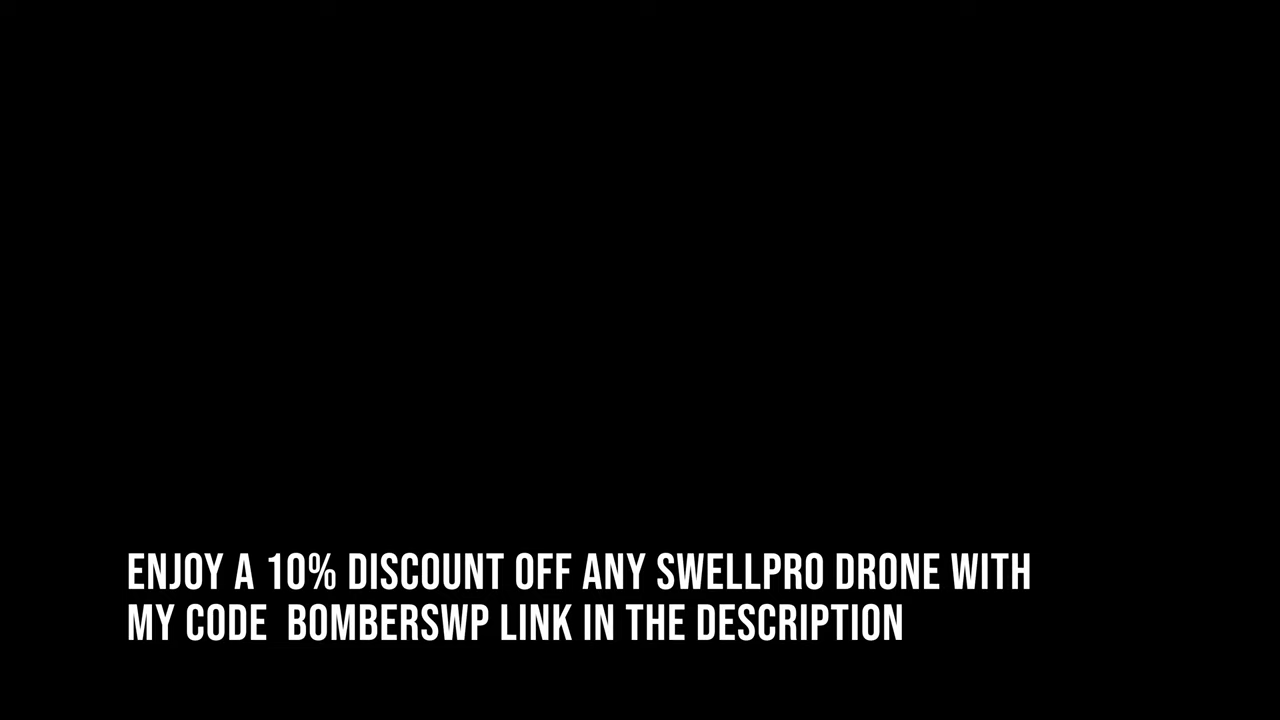 ENJOY A 10% DISCOUNT OFF ANY SWELLPRO DRONE WITH
MY CODE  BOMBERSWP LINK IN THE DESCRIPTION